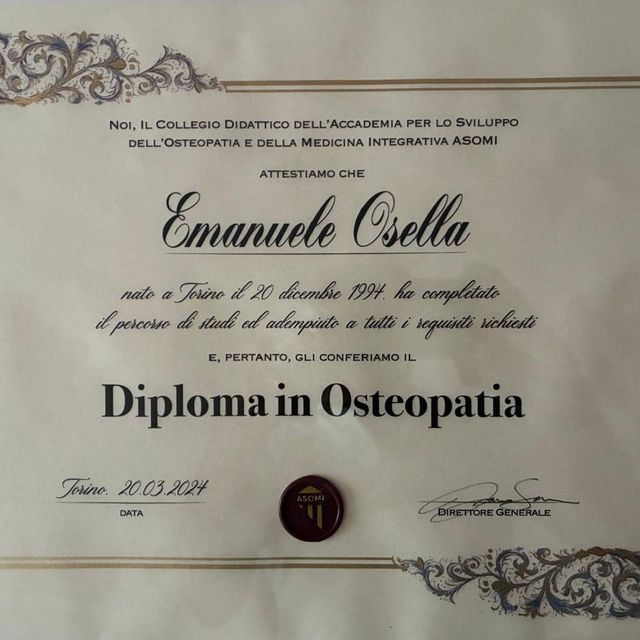 Noi, Il Collegio Didattico dell'Accademia per lo Sviluppo
dell'Osteopatia e della Medicina Integrativa ASOMI
attestiamo che
Emanuele Osella
nato a Torino il 20 dicembre 1994, ha completato
il percorso di studi ed adempiuto a tutti i requisiti richiesti
e, pertanto, gli conferiamo il
Diploma in Osteopatia
Torino, 20.03.2024
DATA
ASOMI
DIRETTORE GENERALE